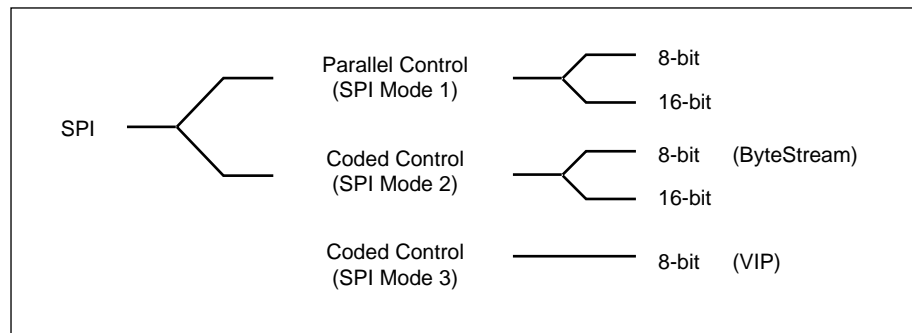 SPI
Parallel Control
(SPI Mode 1)
8-bit
16-bit
Coded Control
(SPI Mode 2)
8-bit (ByteStream)
16-bit
Coded Control
(SPI Mode 3)
8-bit (VIP)